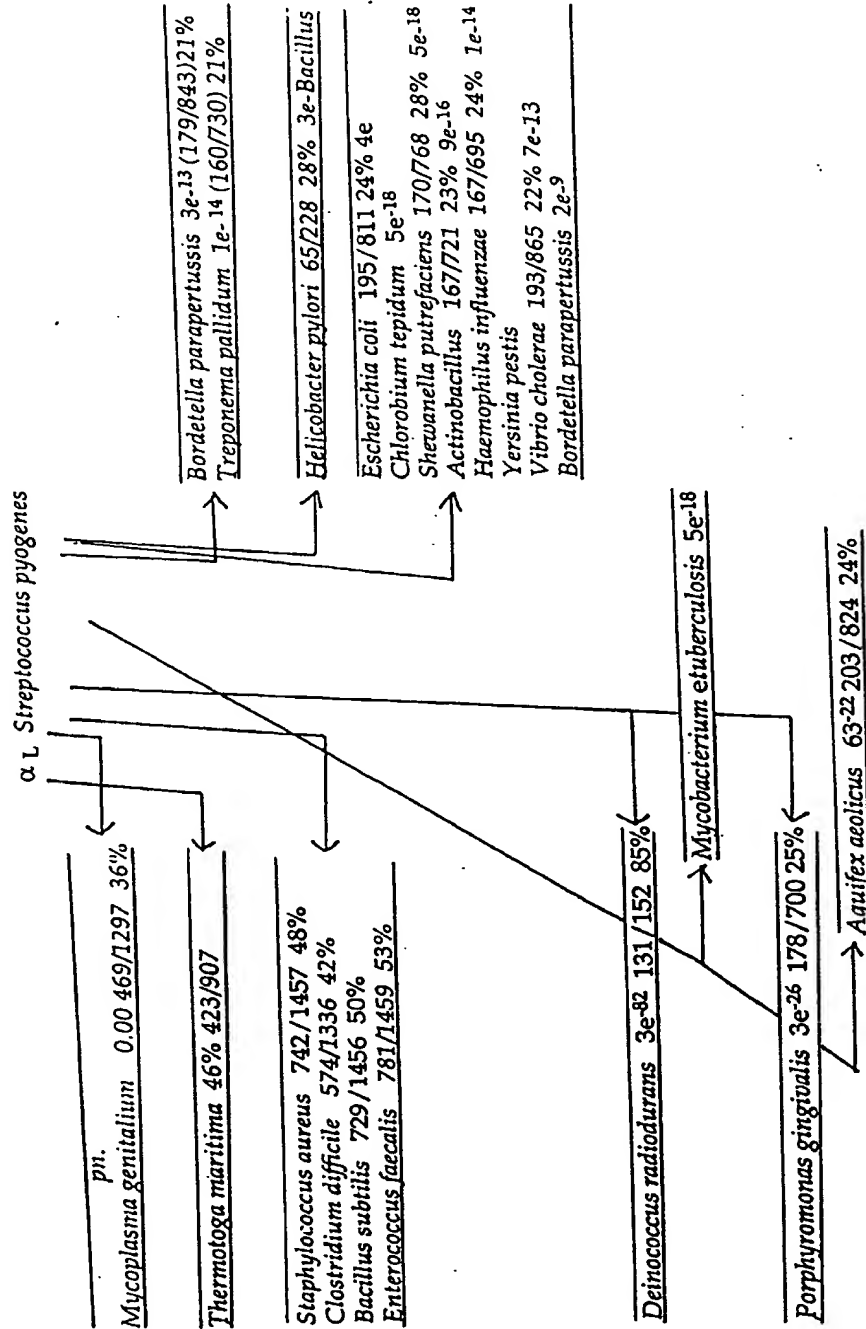 α L Streptococcus pyogenes
pn.
Mycoplasma genitalium 0.00 469/1297 36"%
Thermotoga maritima 46% 423/907
Staphylococcus aureus 742/1457 48%
Clostridium difficile 574/1336 42%
Bacillus subtilis 729/1456 50%
Enterococcus faecalis 781/1459 53%
Deinococcus radiodurans 3e-82 131/152 85%
Porphyromonas gingivalis 3e-26 178/700 25%
Bordetella parapertussis 3e-13 (179/843)21%
Treponema pallidum 1e-14 (160/730) 21%
Helicobacter pylori 65/228 28% 3e-Bacillus
Escherichia coli 195/811 24% 4e
Chlorobium tepidum 5e-18
Shewanella putrefaciens 170/768 28% 5e-18
Actinobacillus 167/721 23% 9e-16
Haemophilus influenzae 167/695 24% 1e-14
Yersinia pestis
Vibrio cholerae 193/865 22% 7e-13
Bordetella parapertussis 2e-9
Mycobacterium etuberculosis 5e-18
Aauifex aeolicus 63-22 203/824 24%